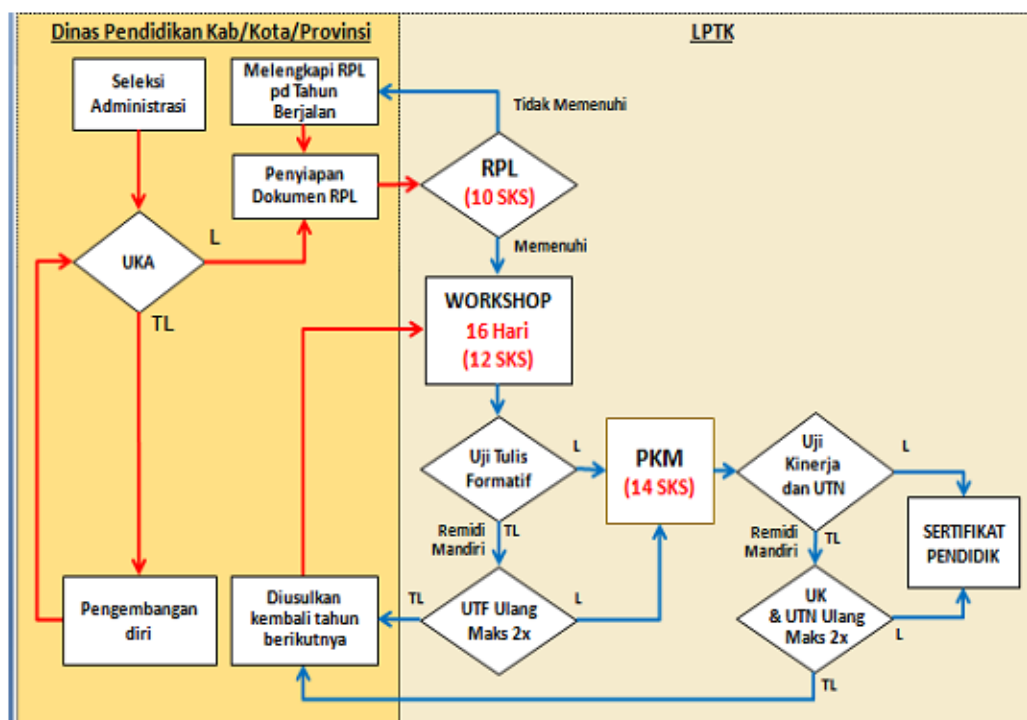 Dinas Pendidikan Kab/Kota/Provinsi
LPTK
Seleksi
Administrasi
Melengkapi RPL
pd Tahun
Berjalan
Tidak Memenuhi
Penyiapan
Dokumen RPL
RPL
(10 SKS)
L
UKA
Memenuhi
TL
WORKSHOP
16 Hari
(12 SKS)
Uji Tulis
Formatif
L
PKM
(14 SKS)
Uji
Kinerja
dan UTN
L
Remidi
Mandiri
TL
Remidi
Mandiri
TL
SERTIFIKAT
PENDIDIK
Pengembangan
diri
Diusulkan
kembali tahun
berikutnya
TL
UTF Ulang
Maks 2x
L
UK
& UTN Ulang
Maks 2x
L
TL